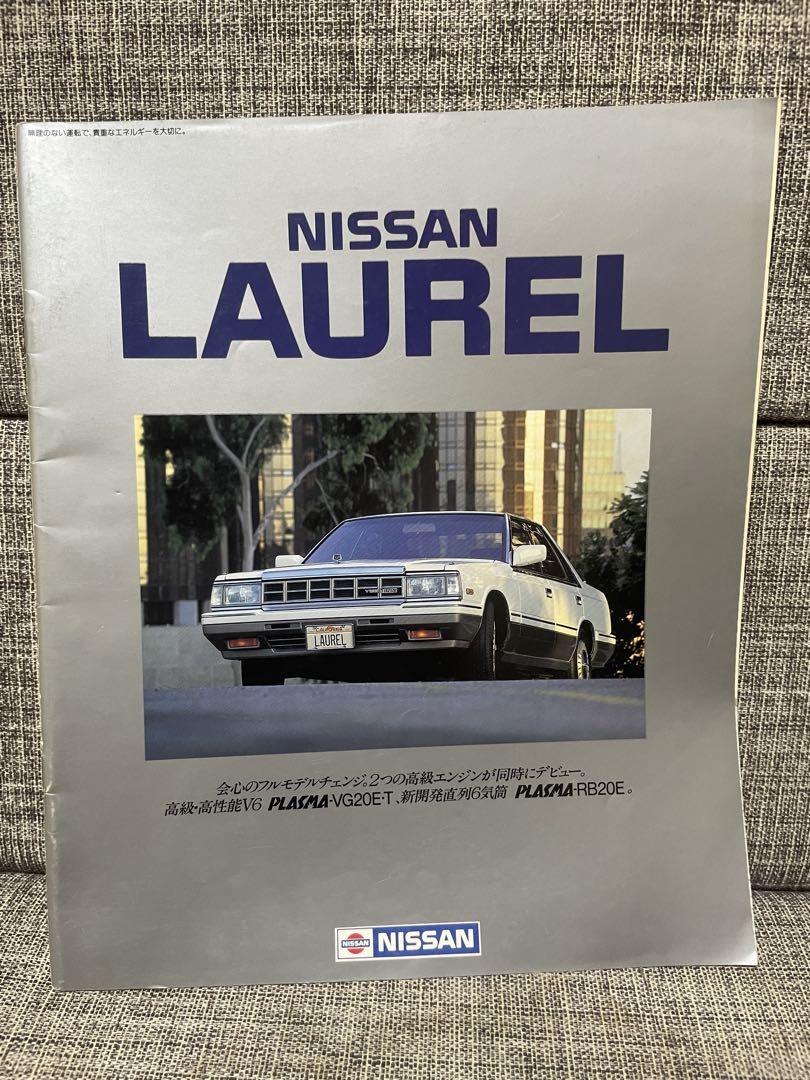 無理のない運転で、貴重なエネルギーを大切に。
NISSAN
LAUREL
CALIFORNIA
LAUREL
会心のフルモデルチェンジ。2つの高級エンジンが同時にデビュー。
高級・高性能V6 PLASMA-VG20E・T、新開発直列6気筒 PLASMA-RB20E。
NISSAN NISSAN